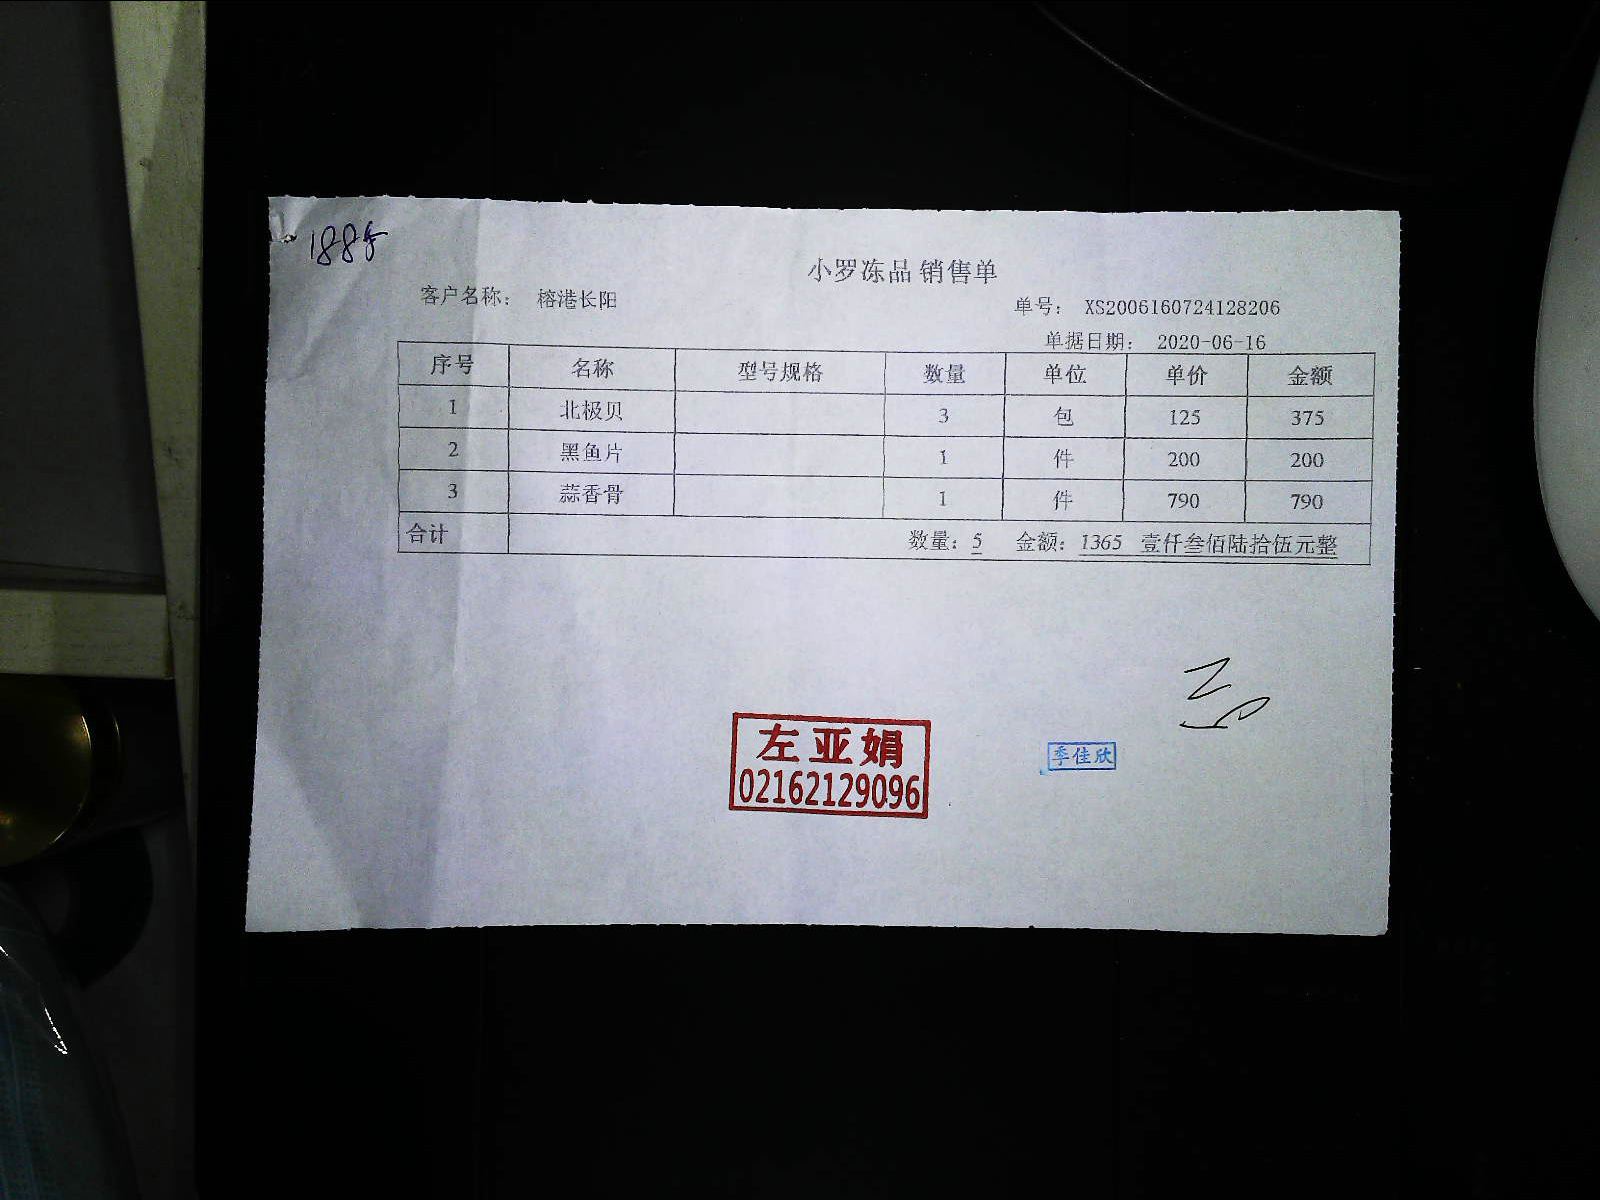 1888
小罗冻品 销售单
客户名称： 榕港长阳
单号： XS2006160724128206
单据日期： 2020-06-16
序号 名称 型号规格 数量 单位 单价 金额
1 北极贝 3 包 125 375
2 黑鱼片 1 件 200 200
3 蒜香骨 1 件 790 790
合计 数量：5 金额：1365 壹仟叁佰陆拾伍元整
左亚娟
02162129096
季佳欣